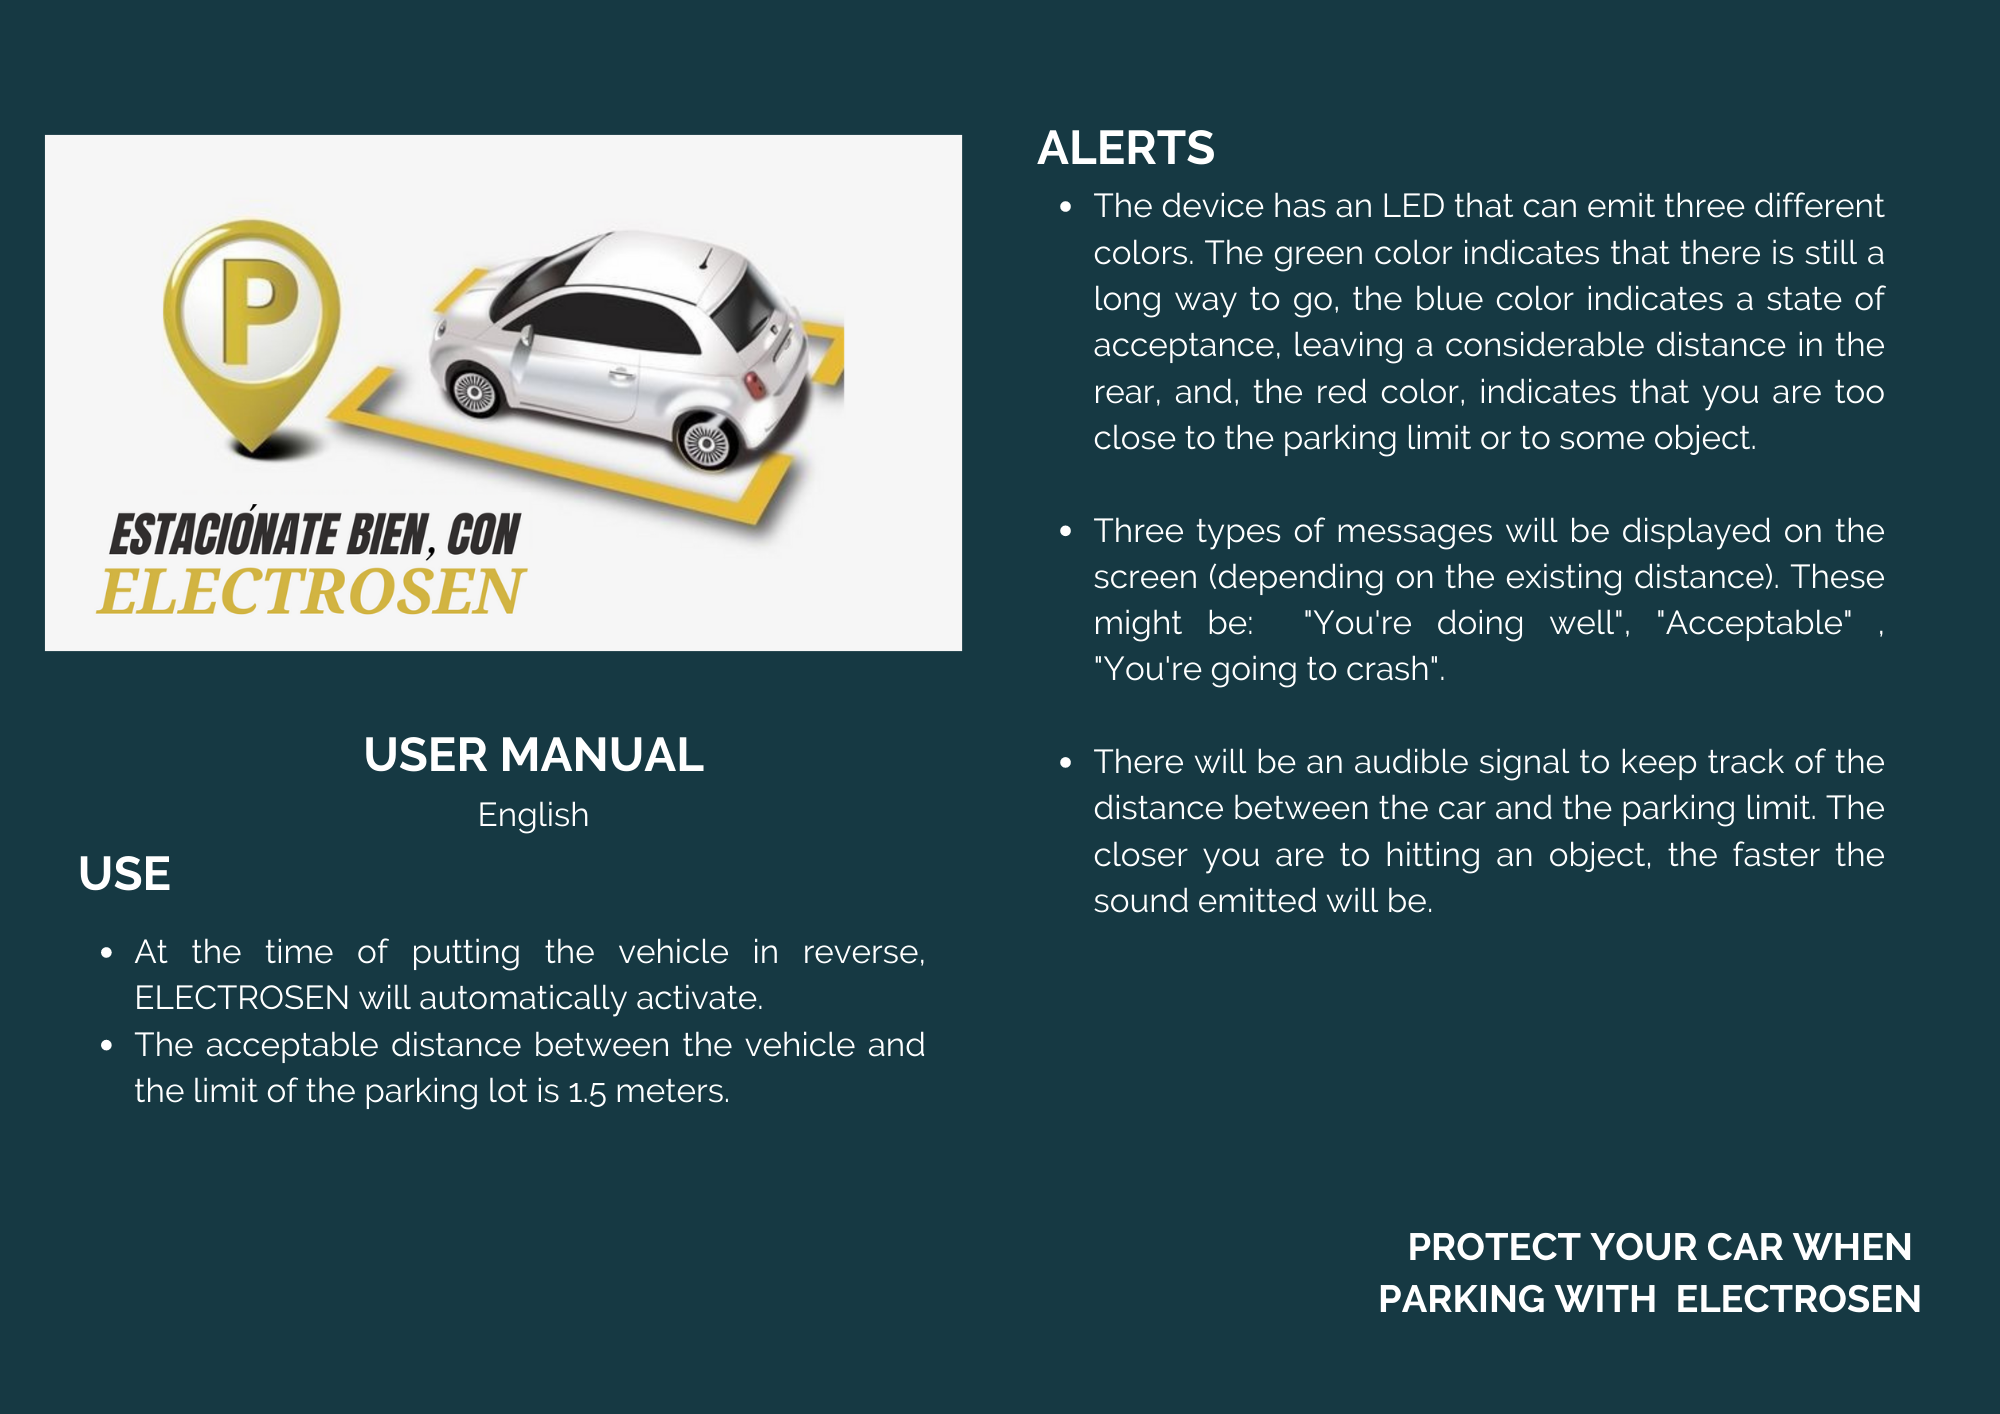 P
ESTACIÓNATE BIEN, CON
ELECTROSEN
USER MANUAL
English
USE
• At the time of putting the vehicle in reverse,
ELECTROSEN will automatically activate.
• The acceptable distance between the vehicle and
the limit of the parking lot is 1.5 meters.
ALERTS
• The device has an LED that can emit three different
colors. The green color indicates that there is still a
long way to go, the blue color indicates a state of
acceptance, leaving a considerable distance in the
rear, and, the red color, indicates that you are too
close to the parking limit or to some object.
• Three types of messages will be displayed on the
screen (depending on the existing distance). These
might be: "You're doing well", "Acceptable" ,
"You're going to crash".
• There will be an audible signal to keep track of the
distance between the car and the parking limit. The
closer you are to hitting an object, the faster the
sound emitted will be.
PROTECT YOUR CAR WHEN
PARKING WITH ELECTROSEN